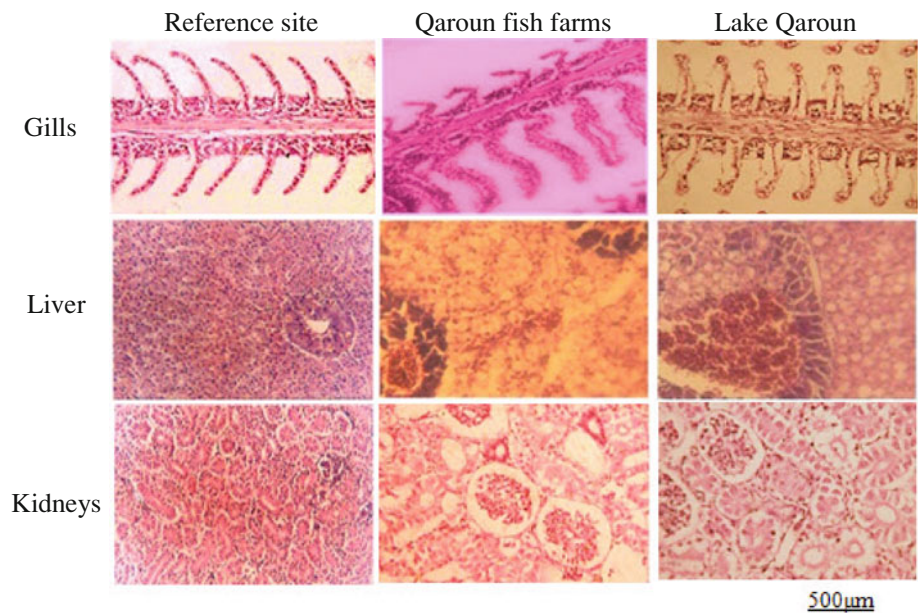 Reference site Qaroun fish farms Lake Qaroun
Gills
Liver
Kidneys
500µm